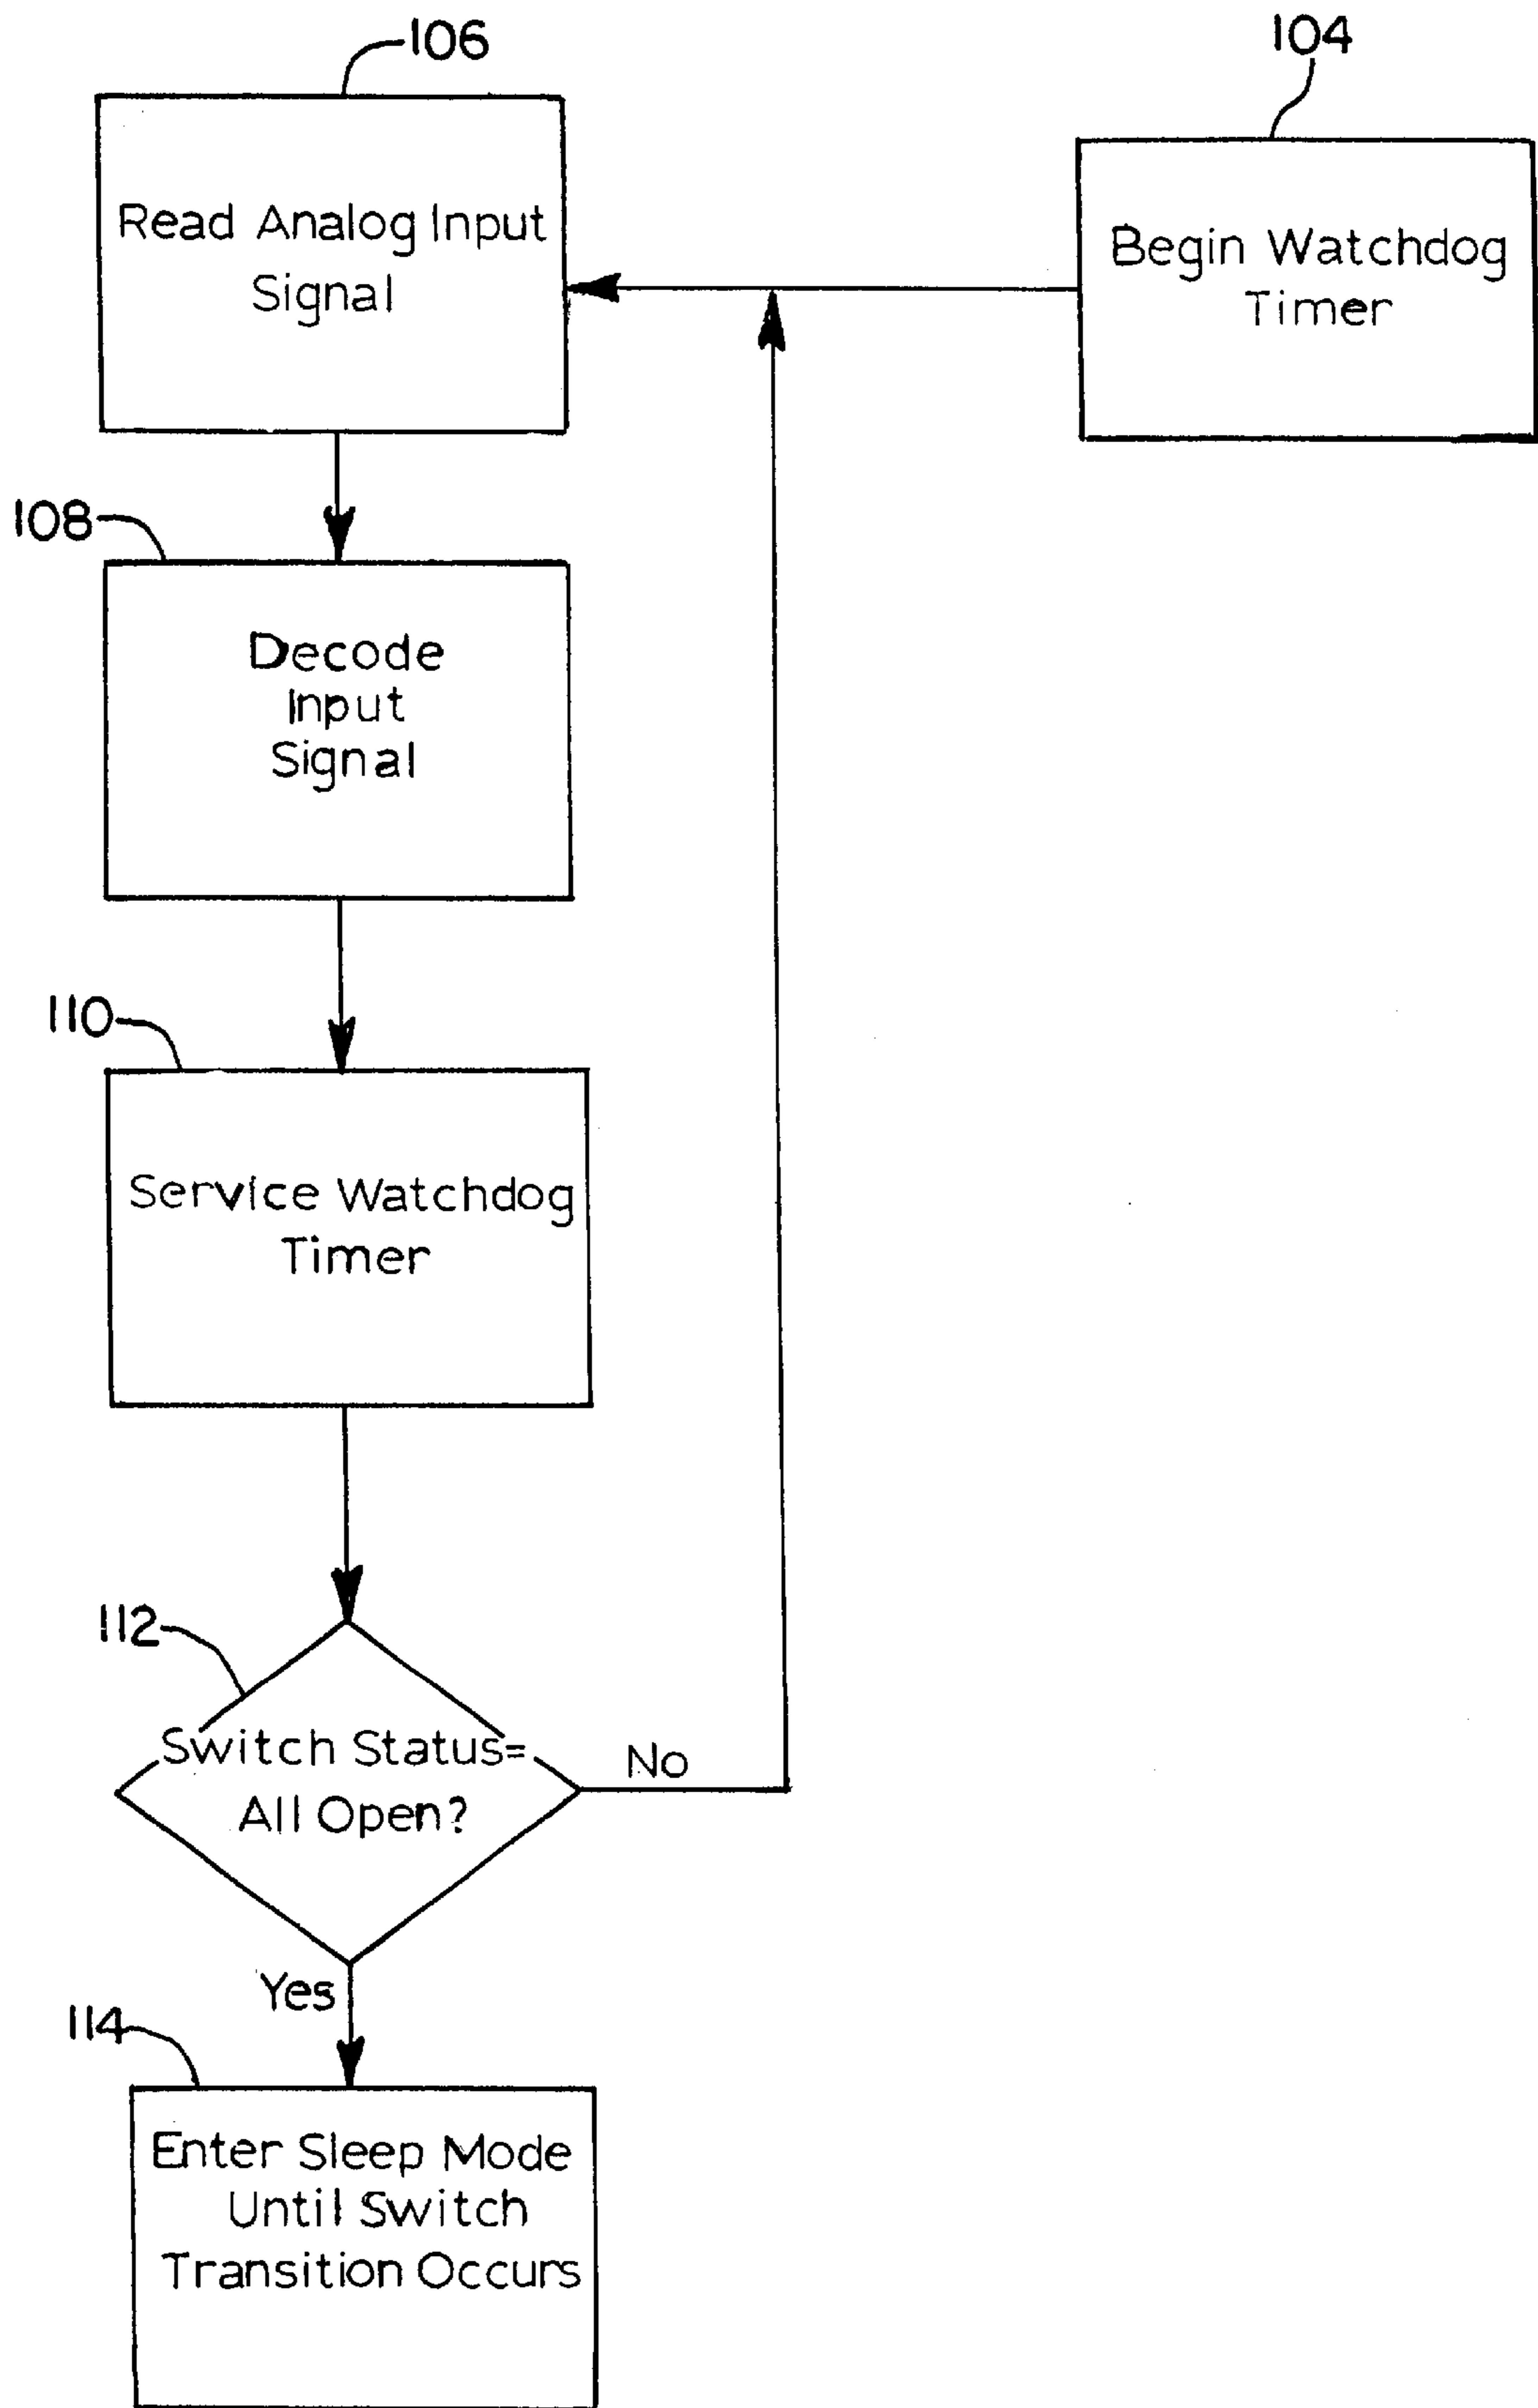 106
104
Read Analog Input
Signal
Begin Watchdog
Timer
108
Decode
Input
Signal
110
Service Watchdog
Timer
112
Switch Status=
All Open?
No
Yes
114
Enter Sleep Mode
Until Switch
Transition Occurs